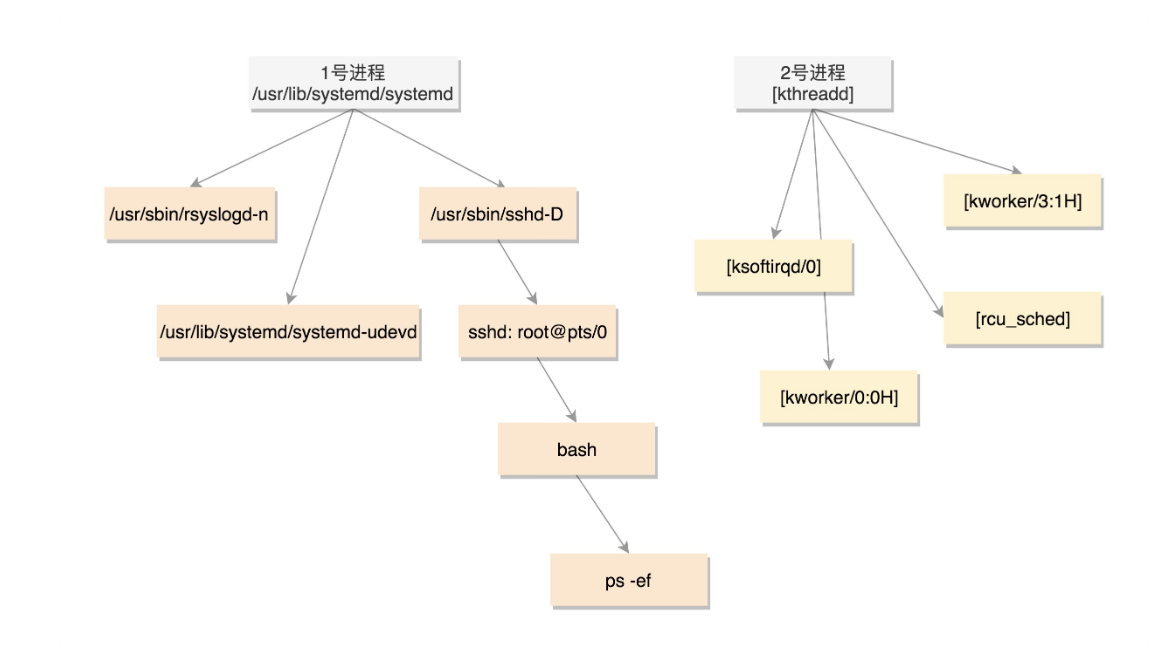 1号进程
/usr/lib/systemd/systemd
/usr/sbin/rsyslogd-n
/usr/sbin/sshd-D
/usr/lib/systemd/systemd-udevd
sshd: root@pts/0
bash
ps -ef
2号进程
[kthreadd]
[kworker/3:1H]
[ksoftirqd/0]
[rcu_sched]
[kworker/0:0H]